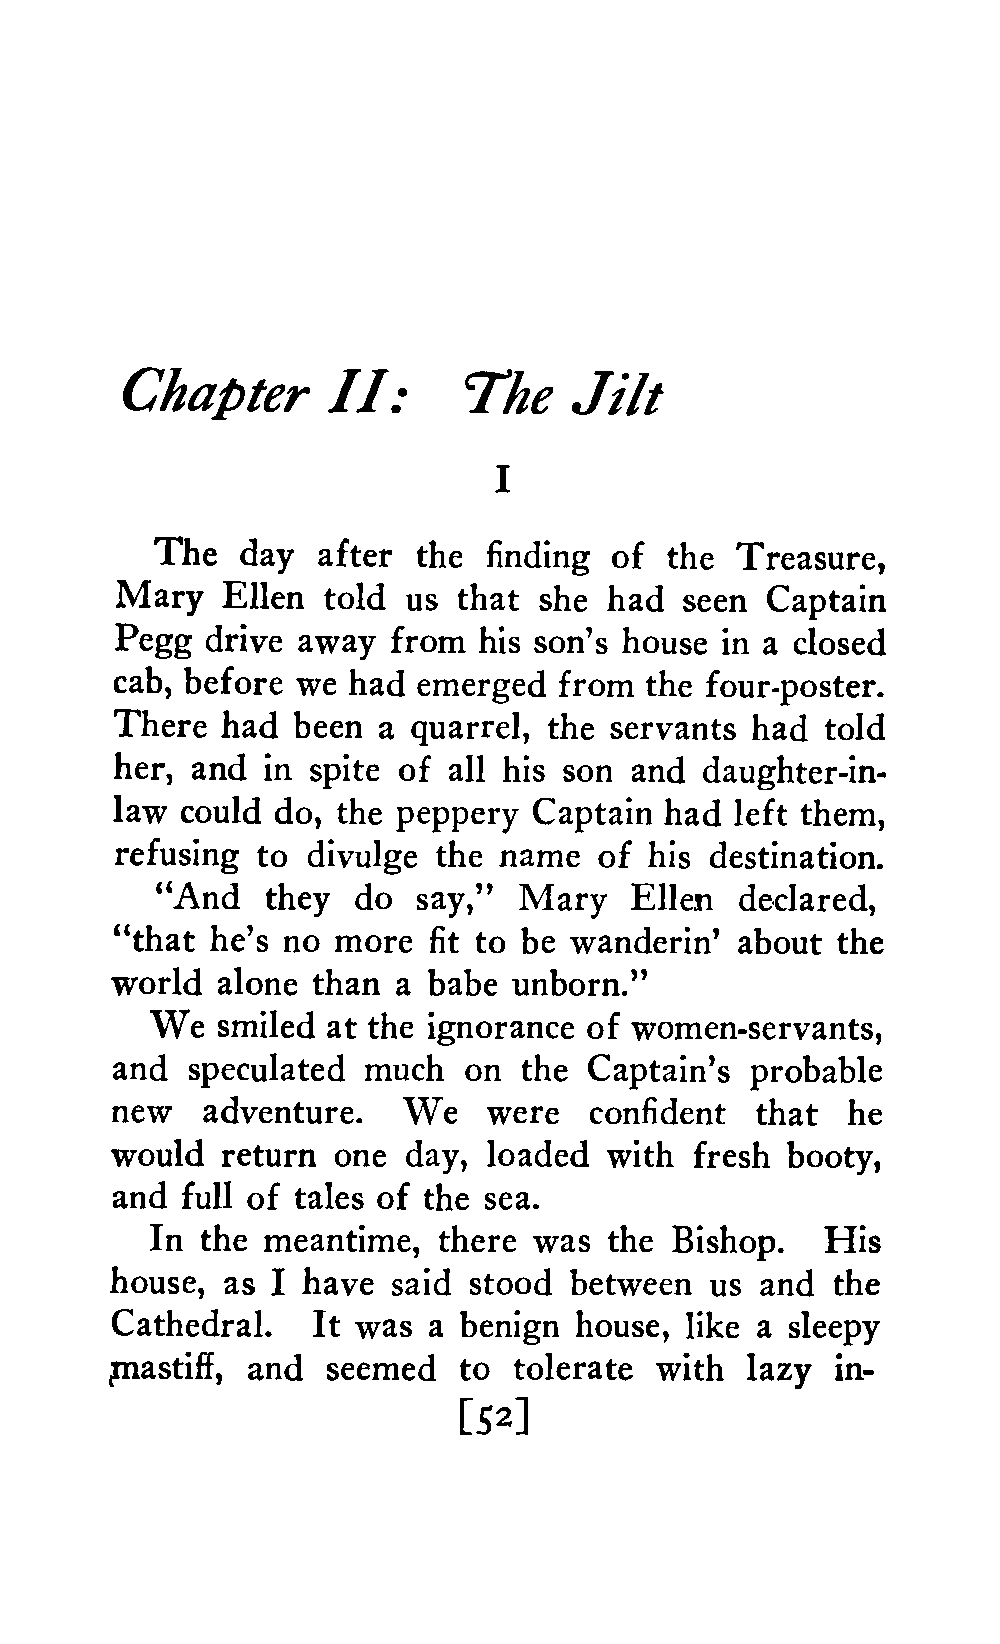 Chapter II: The Jilt
I
The day after the finding of the Treasure,
Mary Ellen told us that she had seen Captain
Pegg drive away from his son's house in a closed
cab, before we had emerged from the four-poster.
There had been a quarrel, the servants had told
her, and in spite of all his son and daughter-in-
law could do, the peppery Captain had left them,
refusing to divulge the name of his destination.
"And they do say," Mary Ellen declared,
"that he's no more fit to be wanderin' about the
world alone than a babe unborn."
We smiled at the ignorance of women-servants,
and speculated much on the Captain's probable
new adventure. We were confident that he
would return one day, loaded with fresh booty,
and full of tales of the sea.
In the meantime, there was the Bishop. His
house, as I have said stood between us and the
Cathedral. It was a benign house, like a sleepy
mastiff, and seemed to tolerate with lazy in-
[52]